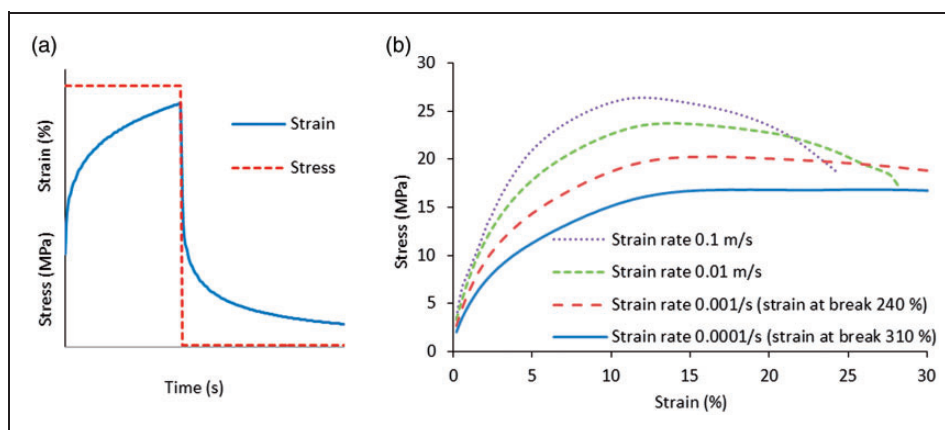 (a)
Strain (%)
Stress (MPa)
Strain
Stress
Time (s)
(b)
30
25
20
15
10
5
0
Stress (MPa)
Strain rate 0.1 m/s
Strain rate 0.01 m/s
Strain rate 0.001/s (strain at break 240 %)
Strain rate 0.0001/s (strain at break 310 %)
0 5 10 15 20 25 30
Strain (%)